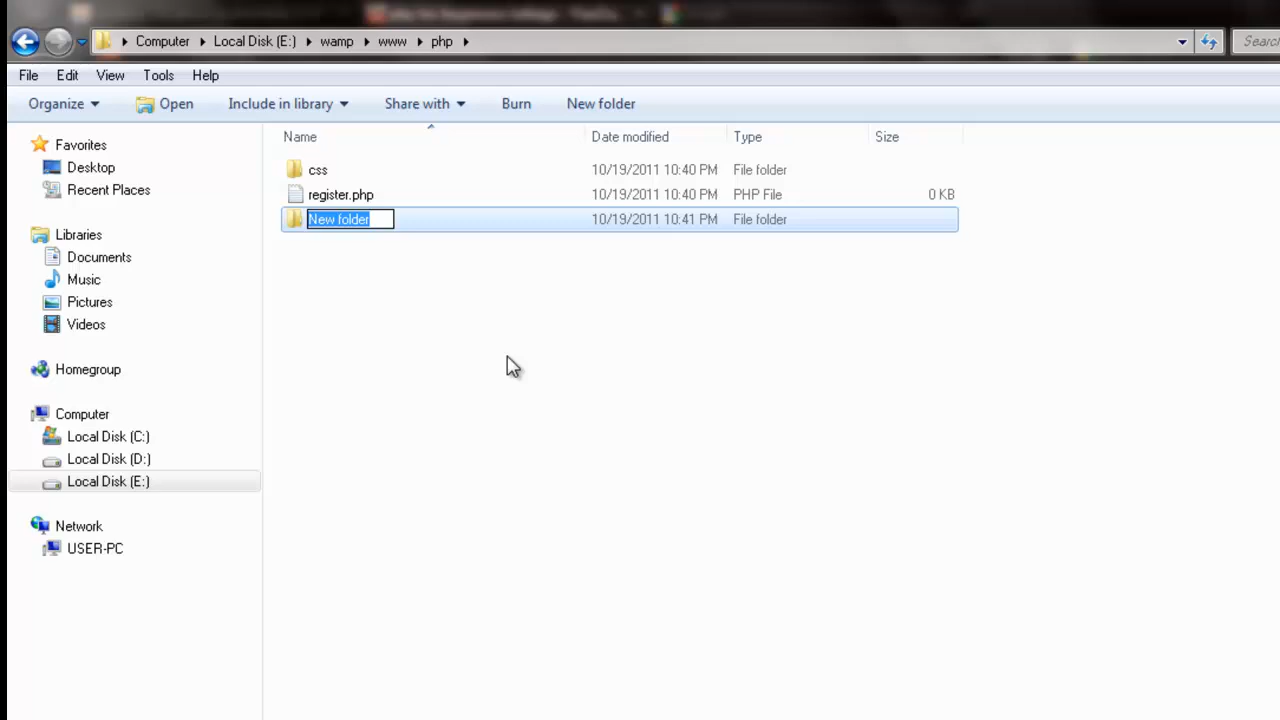 Computer Local Disk (E:) wamp www php Search
File Edit View Tools Help
Organize Open Include in library Share with Burn New folder
Name Date modified Type Size
css 10/19/2011 10:40 PM File folder
register.php 10/19/2011 10:40 PM PHP File 0 KB
New folder 10/19/2011 10:41 PM File folder
Favorites
Desktop
Recent Places
Libraries
Documents
Music
Pictures
Videos
Homegroup
Computer
Local Disk (C:)
Local Disk (D:)
Local Disk (E:)
Network
USER-PC